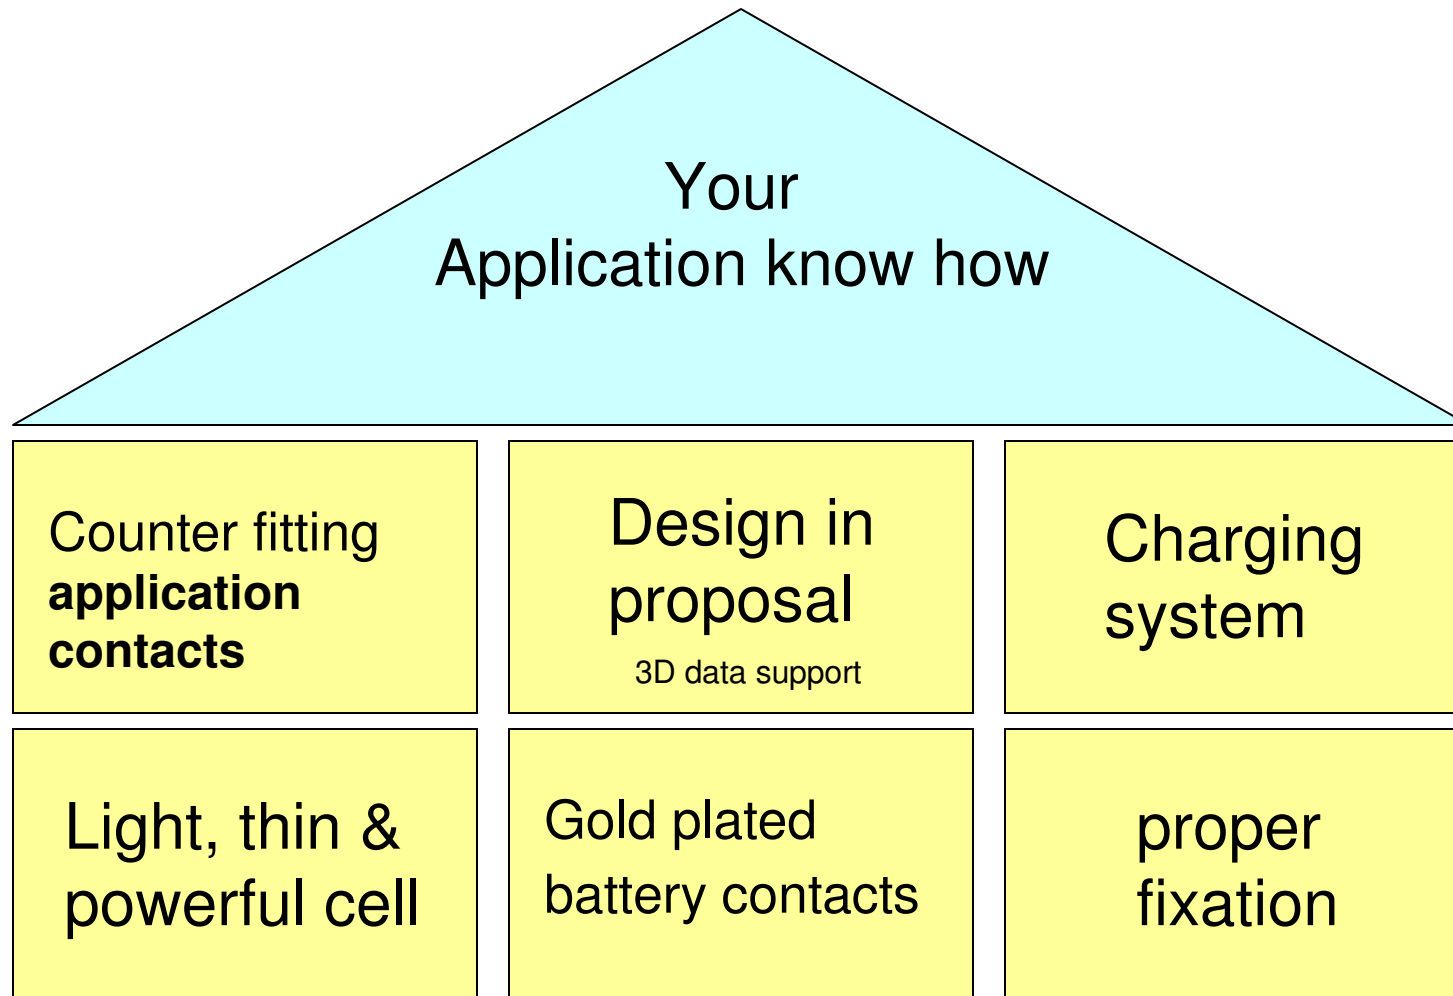 Your
Application know how
Counter fitting
application
contacts
Design in
proposal
3D data support
Charging
system
Light, thin &
powerful cell
Gold plated
battery contacts
proper
fixation